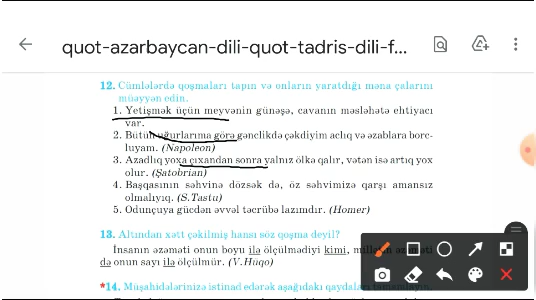 quot-azarbaycan-dili-quot-tadris-dili-f...
12. Cümlələrdə qoşmaları tapın və onların yaratdığı məna çalarını
müəyyən edin.
1. Yetişmək üçün meyvənin günəşə, cavanın məsləhətə ehtiyacı
var.
2. Bütün uğurlarıma görə gənclikdə çəkdiyim aclıq və əzablara borc-
luyam. (Napoleon)
3. Azadlıq yoxa çıxandan sonra yalnız ölkə qalır, vətən isə artıq yox
olur. (Şatobrian)
4. Başqasının səhvinə dözsək də, öz səhvimizə qarşı amansız
olmalıyıq. (S.Tastu)
5. Odunçuya gücdən əvvəl təcrübə lazımdır. (Homer)
13. Altından xətt çəkilmiş hansı söz qoşma deyil?
İnsanın əzəməti onun boyu ilə ölçülmədiyi kimi,
də onun sayı ilə ölçülmür. (V.Hüqo)
*14. Müşahidələrinizə istinad edərək aşağıdakı qaydaları